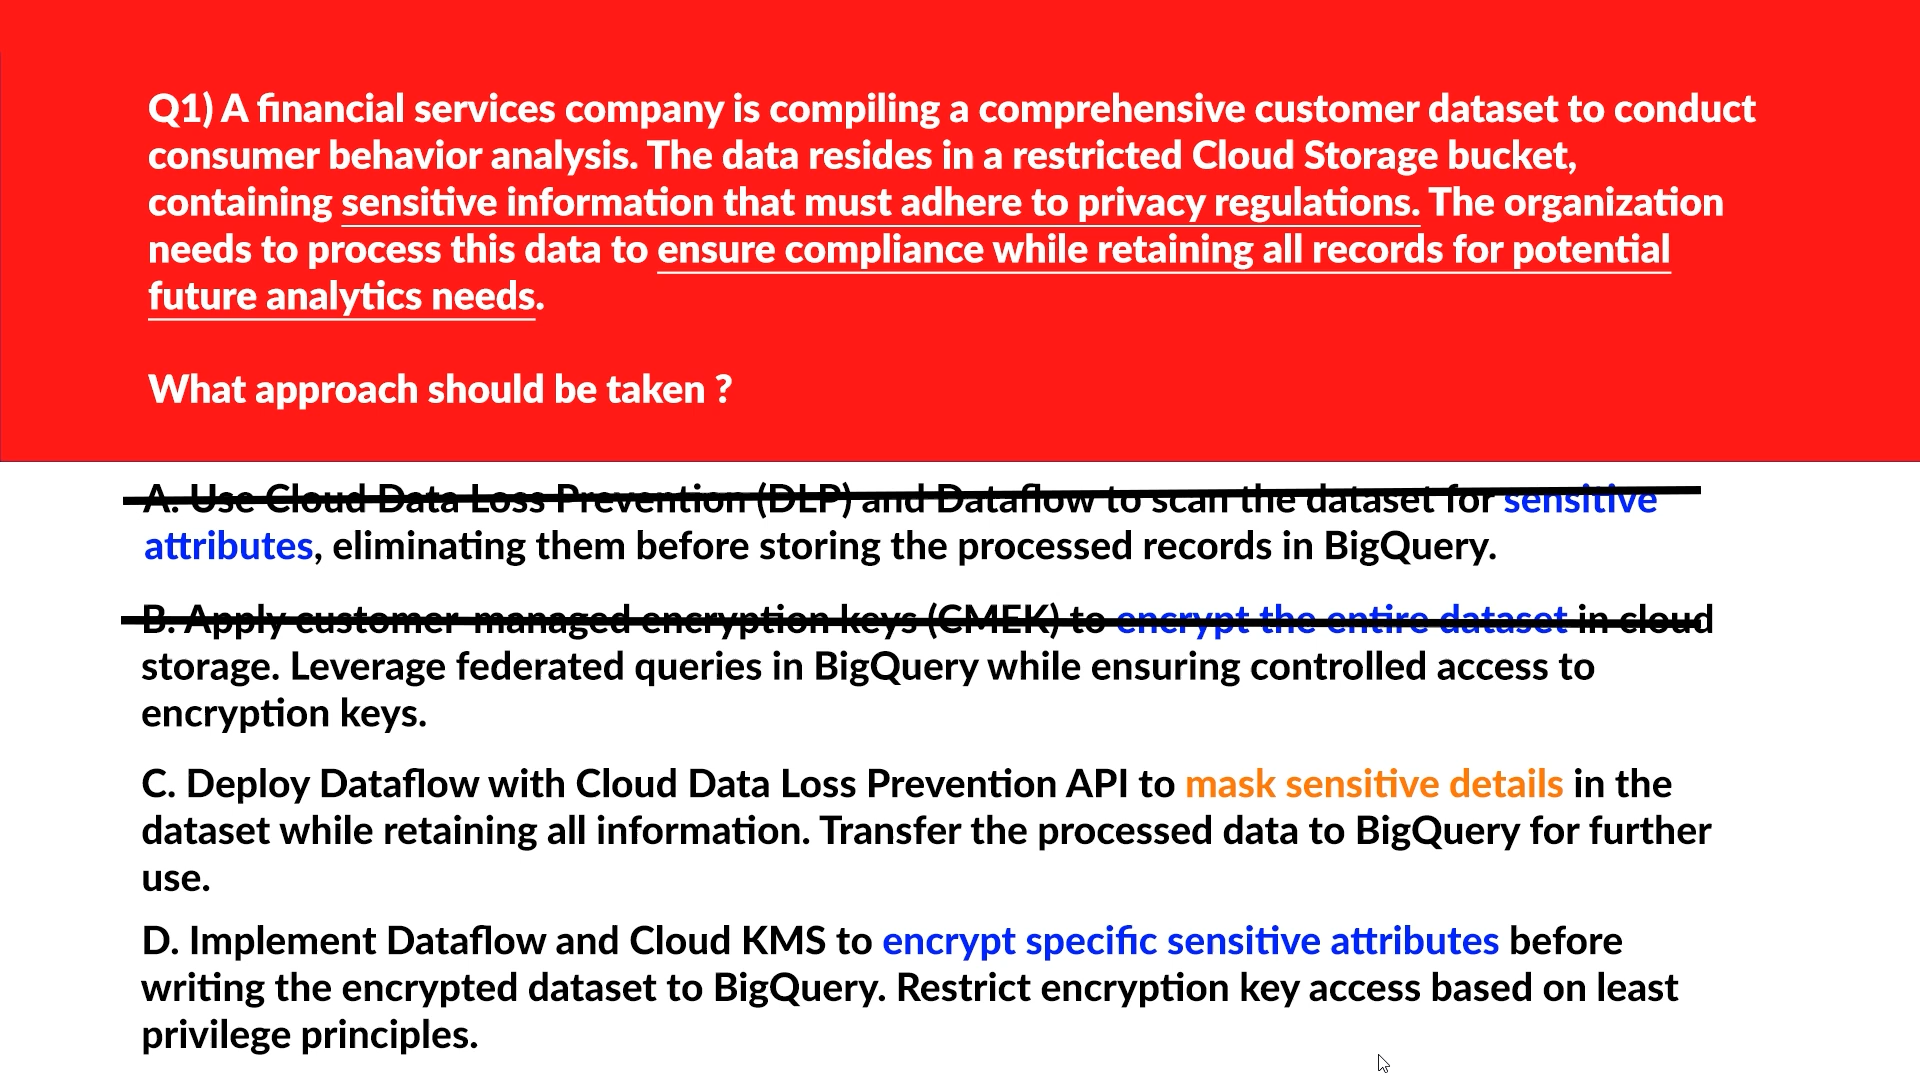 Q1) A financial services company is compiling a comprehensive customer dataset to conduct
consumer behavior analysis. The data resides in a restricted Cloud Storage bucket,
containing sensitive information that must adhere to privacy regulations. The organization
needs to process this data to ensure compliance while retaining all records for potential
future analytics needs.
What approach should be taken ?
A. Use Cloud Data Loss Prevention (DLP) and Dataflow to scan the dataset for sensitive
attributes, eliminating them before storing the processed records in BigQuery.
B. Apply customer-managed encryption keys (CMEK) to encrypt the entire dataset in cloud
storage. Leverage federated queries in BigQuery while ensuring controlled access to
encryption keys.
C. Deploy Dataflow with Cloud Data Loss Prevention API to mask sensitive details in the
dataset while retaining all information. Transfer the processed data to BigQuery for further
use.
D. Implement Dataflow and Cloud KMS to encrypt specific sensitive attributes before
writing the encrypted dataset to BigQuery. Restrict encryption key access based on least
privilege principles.